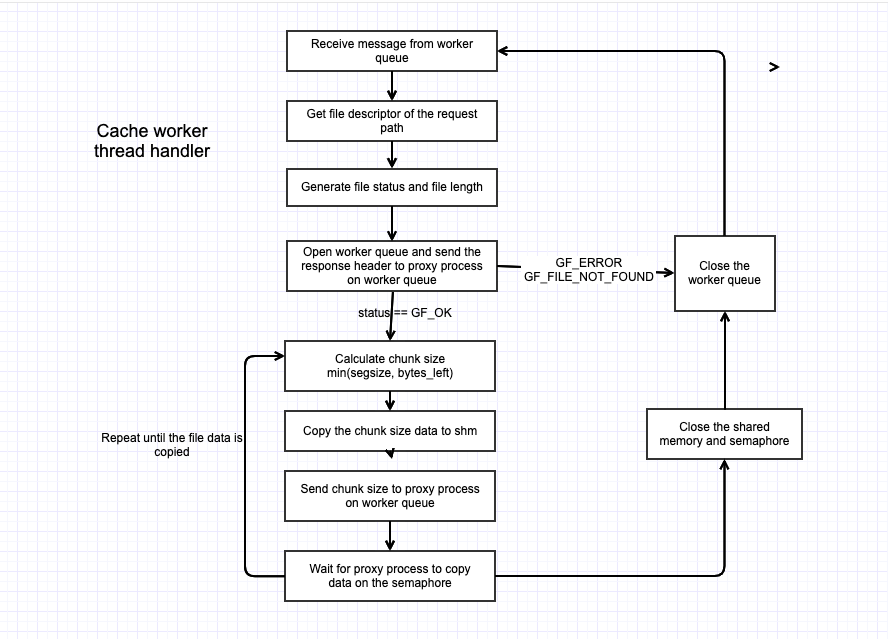 Receive message from worker
queue
Get file descriptor of the request
path
Cache worker
thread handler
Generate file status and file length
Open worker queue and send the
response header to proxy process
on worker queue
GF_ERROR
GF_FILE_NOT_FOUND
Close the
worker queue
status == GF_OK
Calculate chunk size
min(segsize, bytes_left)
Copy the chunk size data to shm
Close the shared
memory and semaphore
Repeat until the file data is
copied
Send chunk size to proxy process
on worker queue
Wait for proxy process to copy
data on the semaphore